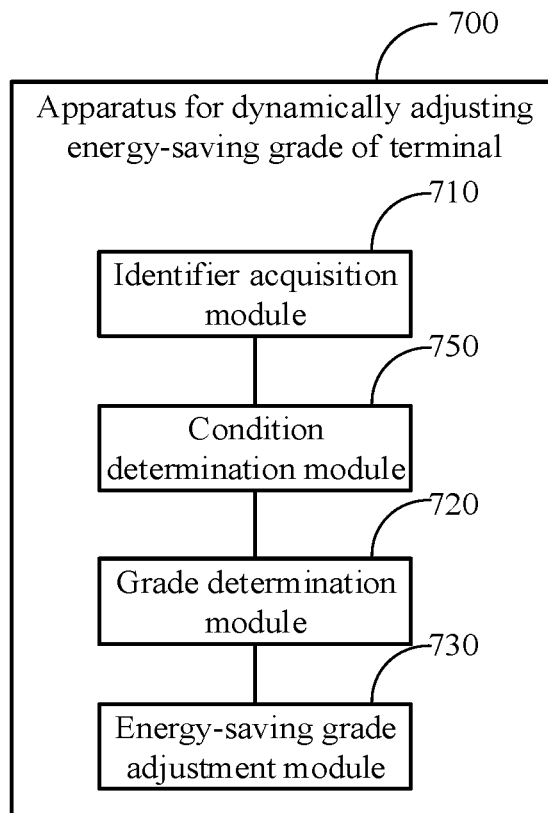 700
Apparatus for dynamically adjusting
energy-saving grade of terminal
710
Identifier acquisition
module
750
Condition
determination module
720
Grade determination
module
730
Energy-saving grade
adjustment module